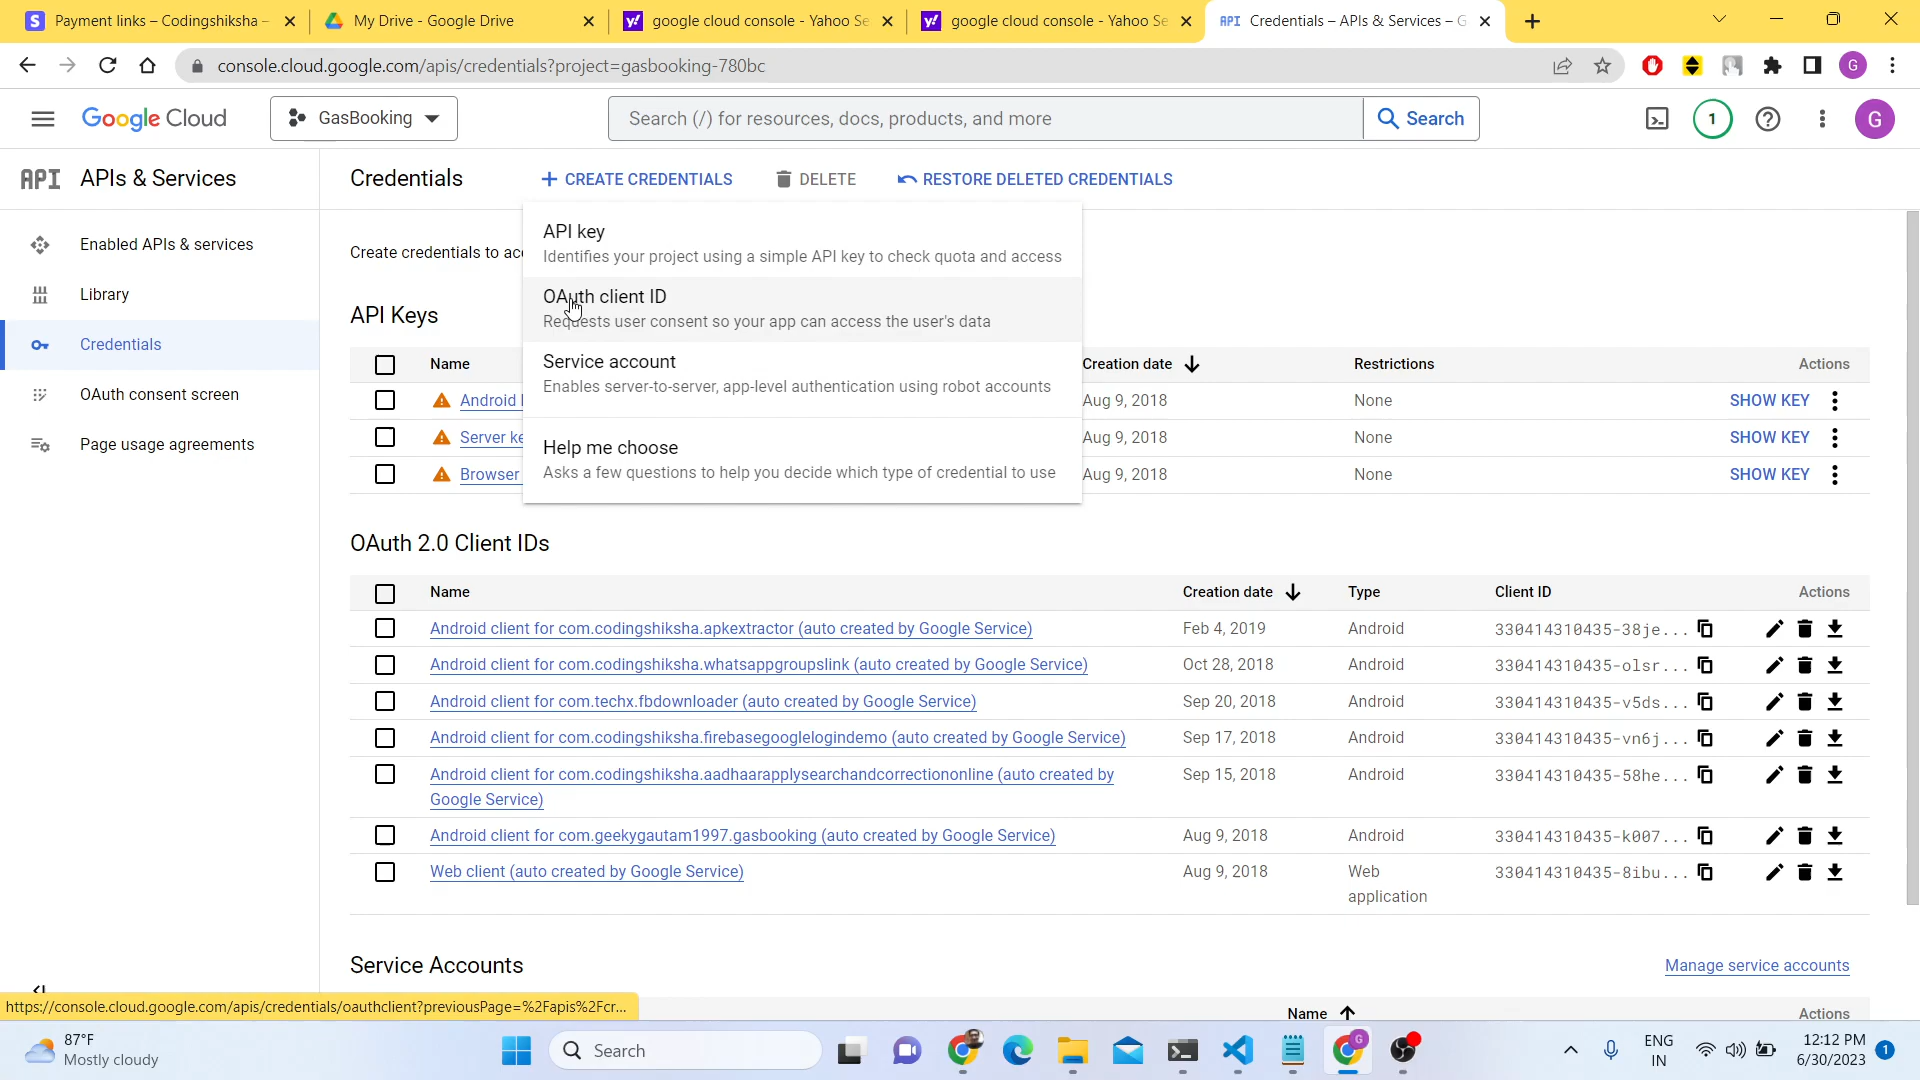 Payment links – Codingshiksha –
My Drive - Google Drive
google cloud console - Yahoo Se
google cloud console - Yahoo Se
API Credentials – APIs & Services – G
console.cloud.google.com/apis/credentials?project=gasbooking-780bc
G
Google Cloud
GasBooking
Search (/) for resources, docs, products, and more
Search
1
G
API APIs & Services
Credentials
CREATE CREDENTIALS
DELETE
RESTORE DELETED CREDENTIALS
Enabled APIs & services
Library
Credentials
OAuth consent screen
Page usage agreements
Create credentials to acc
API key
Identifies your project using a simple API key to check quota and access
OAuth client ID
Requests user consent so your app can access the user's data
Service account
Enables server-to-server, app-level authentication using robot accounts
Help me choose
Asks a few questions to help you decide which type of credential to use
API Keys
Name Creation date Restrictions Actions
Android Aug 9, 2018 None SHOW KEY
Server ke Aug 9, 2018 None SHOW KEY
Browser Aug 9, 2018 None SHOW KEY
OAuth 2.0 Client IDs
Name Creation date Type Client ID Actions
Android client for com.codingshiksha.apkextractor (auto created by Google Service) Feb 4, 2019 Android 330414310435-38je...
Android client for com.codingshiksha.whatsappgroupslink (auto created by Google Service) Oct 28, 2018 Android 330414310435-olsr...
Android client for com.techx.fbdownloader (auto created by Google Service) Sep 20, 2018 Android 330414310435-v5ds...
Android client for com.codingshiksha.firebasegooglelogindemo (auto created by Google Service) Sep 17, 2018 Android 330414310435-vn6j...
Android client for com.codingshiksha.aadhaarapplysearchandcorrectiononline (auto created by Sep 15, 2018 Android 330414310435-58he...
Google Service)
Android client for com.geekygautam1997.gasbooking (auto created by Google Service) Aug 9, 2018 Android 330414310435-k007...
Web client (auto created by Google Service) Aug 9, 2018 Web 330414310435-8ibu...
application
Service Accounts
Manage service accounts
Name Actions
https://console.cloud.google.com/apis/credentials/oauthclient?previousPage=%2Fapis%2Fcr...
87°F
Mostly cloudy
Search
ENG
IN
12:12 PM
6/30/2023
1